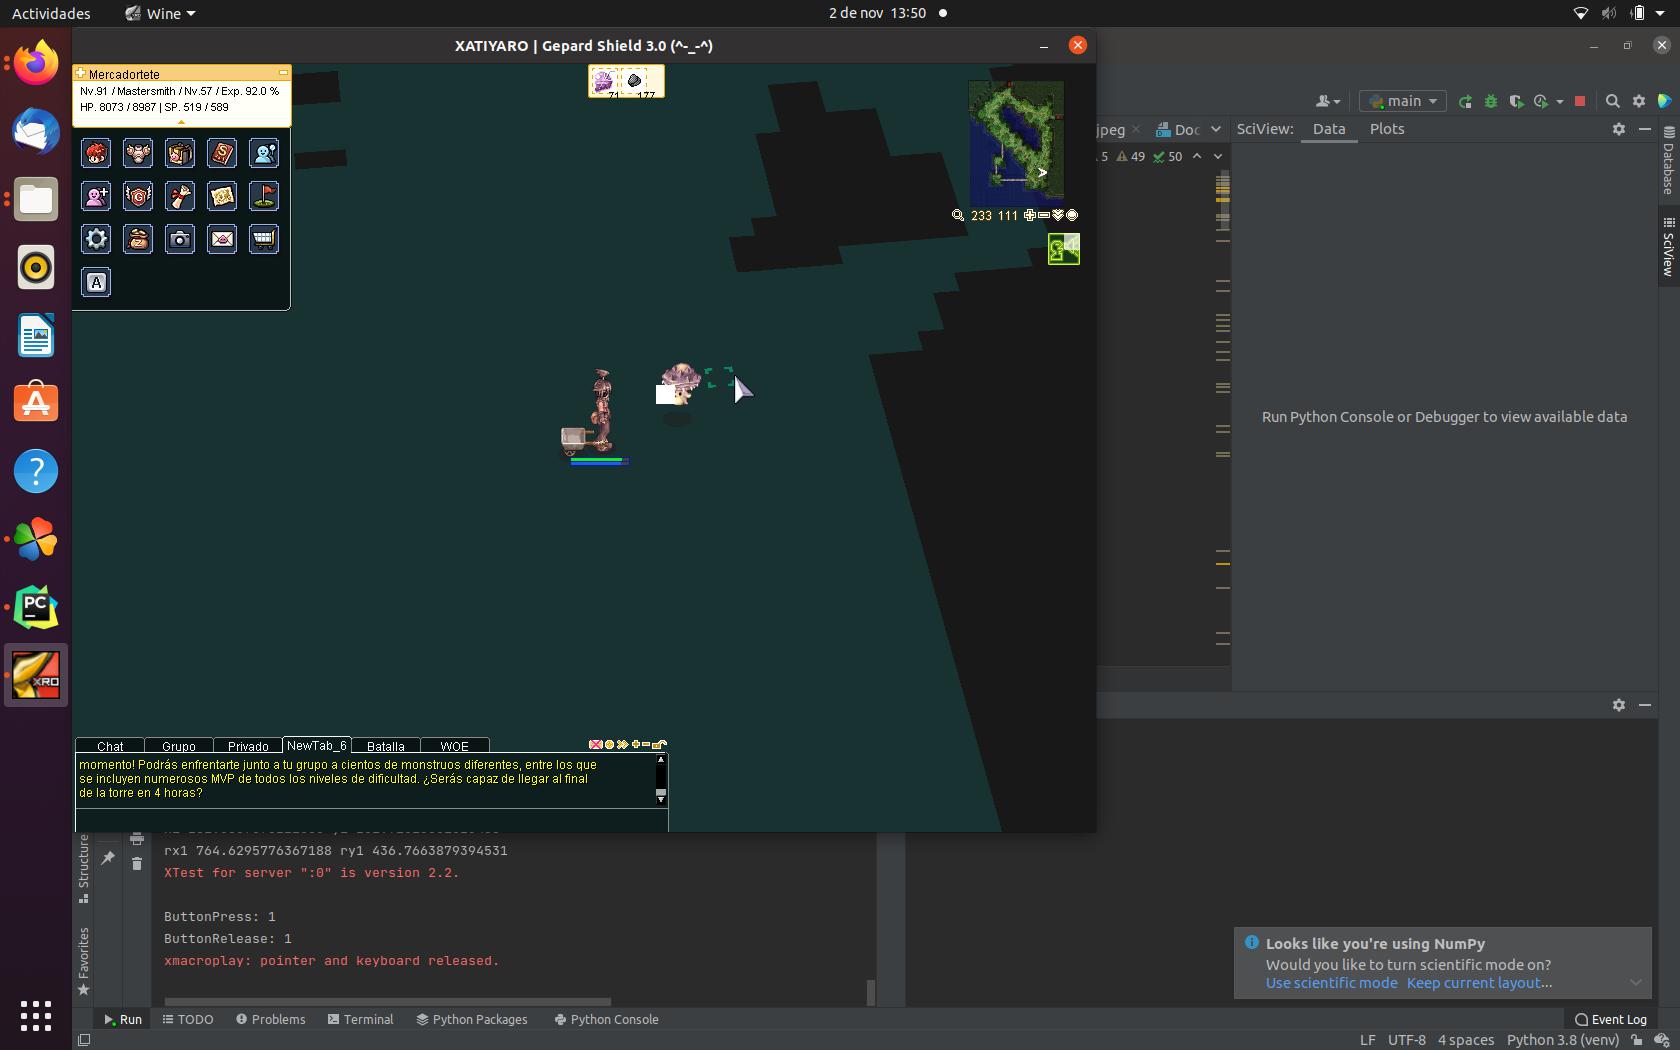 Actividades
Wine
2 de nov 13:50
XATIYARO | Gepard Shield 3.0 (^-_-^)
Mercadortete
Nv.91 / Mastersmith / Nv.57 / Exp. 92.0 %
HP. 8073 / 8987 | SP. 519 / 589
71 177
233 111
A
main
jpeg
Doc
5 49 50
SciView:
Data
Plots
Database
SciView
Run Python Console or Debugger to view available data
PC
XRO
Chat
Grupo
Privado
NewTab_6
Batalla
WOE
momento! Podrás enfrentarte junto a tu grupo a cientos de monstruos diferentes, entre los que
se incluyen numerosos MVP de todos los niveles de dificultad. ¿Serás capaz de llegar al final
de la torre en 4 horas?
Structure
Favorites
rx1 764.6295776367188 ry1 436.7663879394531
XTest for server ":0" is version 2.2.
ButtonPress: 1
ButtonRelease: 1
xmacroplay: pointer and keyboard released.
Looks like you're using NumPy
Would you like to turn scientific mode on?
Use scientific mode Keep current layout...
Run
TODO
Problems
Terminal
Python Packages
Python Console
Event Log
LF UTF-8 4 spaces Python 3.8 (venv)